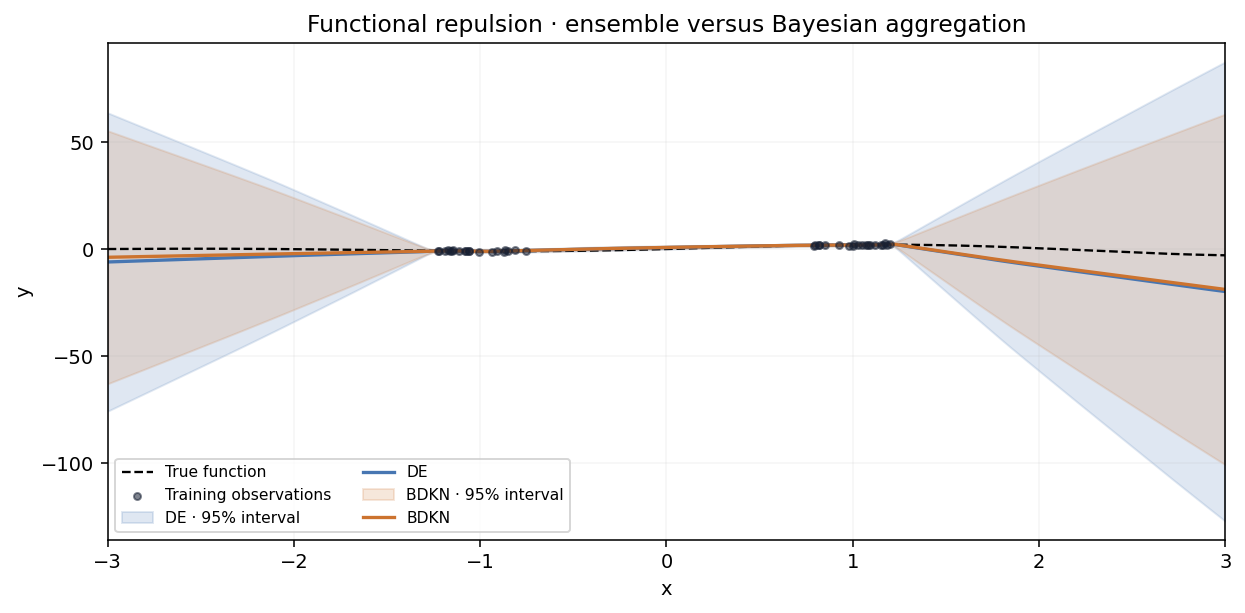 Functional repulsion · ensemble versus Bayesian aggregation
y
50
0
−50
−100
True function
Training observations
DE · 95% interval
DE
BDKN · 95% interval
BDKN
−3 −2 −1 0 1 2 3
x